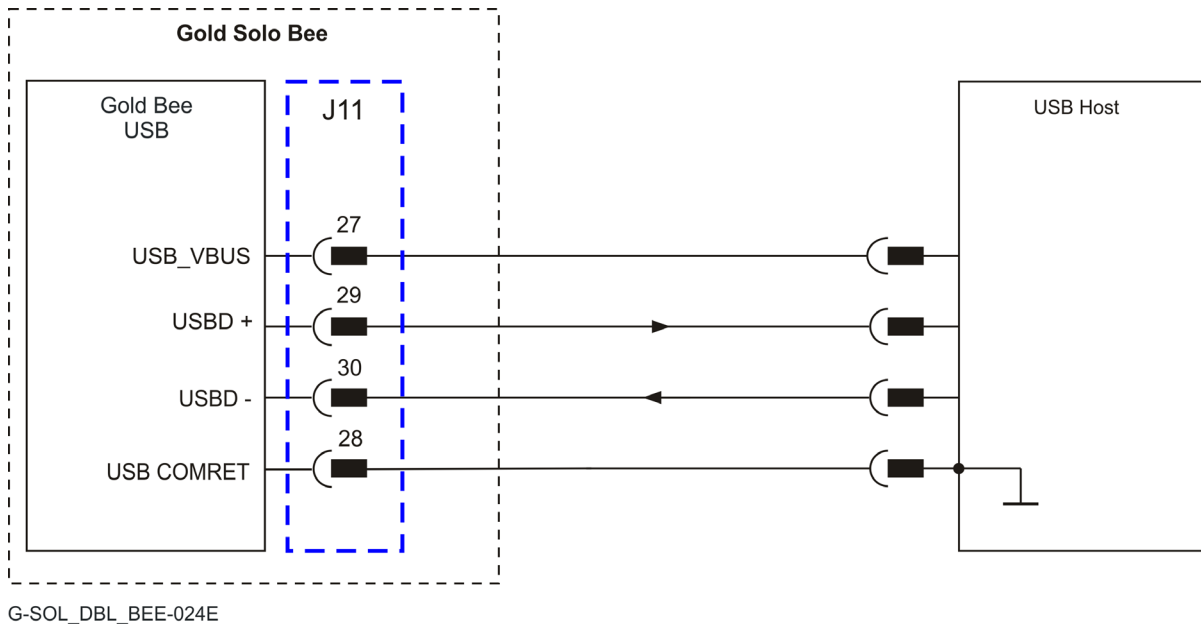 Gold Solo Bee
Gold Bee
USB
J11
USB Host
27
USB_VBUS
29
USBD +
30
USBD -
28
USB COMRET
G-SOL_DBL_BEE-024E